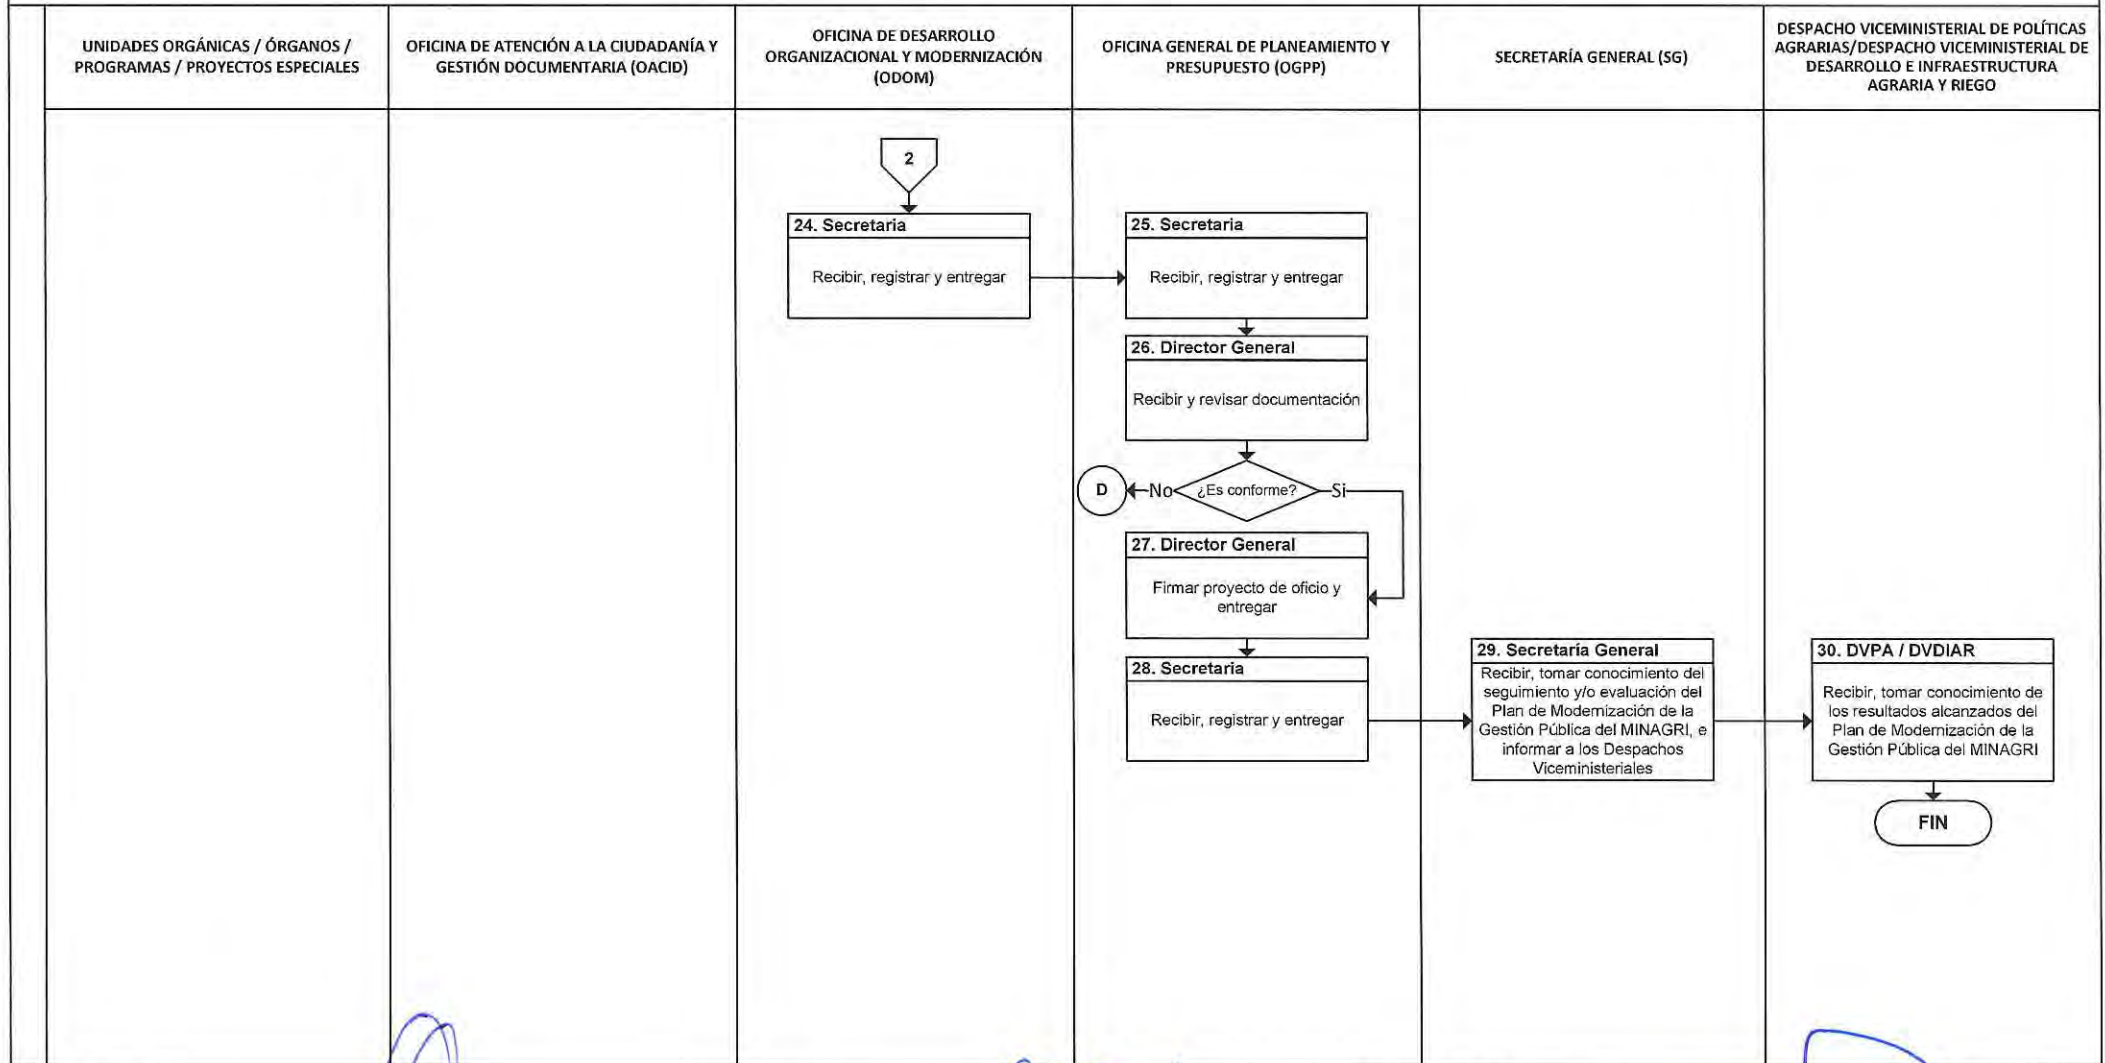 UNIDADES ORGÁNICAS / ÓRGANOS /
PROGRAMAS / PROYECTOS ESPECIALES
OFICINA DE ATENCIÓN A LA CIUDADANÍA Y
GESTIÓN DOCUMENTARIA (OACID)
OFICINA DE DESARROLLO
ORGANIZACIONAL Y MODERNIZACIÓN
(ODOM)
OFICINA GENERAL DE PLANEAMIENTO Y
PRESUPUESTO (OGPP)
SECRETARÍA GENERAL (SG)
DESPACHO VICEMINISTERIAL DE POLÍTICAS
AGRARIAS/DESPACHO VICEMINISTERIAL DE
DESARROLLO E INFRAESTRUCTURA
AGRARIA Y RIEGO
2
24. Secretaria
Recibir, registrar y entregar
25. Secretaria
Recibir, registrar y entregar
26. Director General
Recibir y revisar documentación
D
No
¿Es conforme?
Si
27. Director General
Firmar proyecto de oficio y
entregar
28. Secretaria
Recibir, registrar y entregar
29. Secretaría General
Recibir, tomar conocimiento del
seguimiento y/o evaluación del
Plan de Modernización de la
Gestión Pública del MINAGRI, e
informar a los Despachos
Viceministeriales
30. DVPA / DVDIAR
Recibir, tomar conocimiento de
los resultados alcanzados del
Plan de Modernización de la
Gestión Pública del MINAGRI
FIN